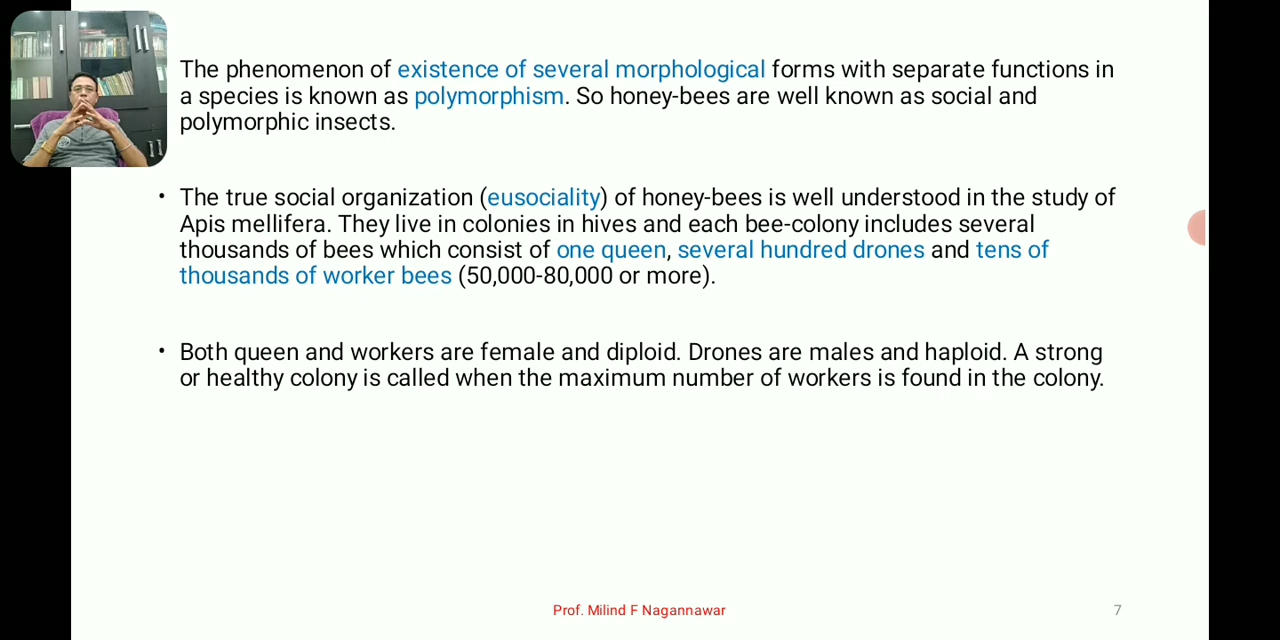 The phenomenon of existence of several morphological forms with separate functions in
a species is known as polymorphism. So honey-bees are well known as social and
polymorphic insects.
• The true social organization (eusociality) of honey-bees is well understood in the study of
Apis mellifera. They live in colonies in hives and each bee-colony includes several
thousands of bees which consist of one queen, several hundred drones and tens of
thousands of worker bees (50,000-80,000 or more).
• Both queen and workers are female and diploid. Drones are males and haploid. A strong
or healthy colony is called when the maximum number of workers is found in the colony.
Prof. Milind F Nagannawar
7